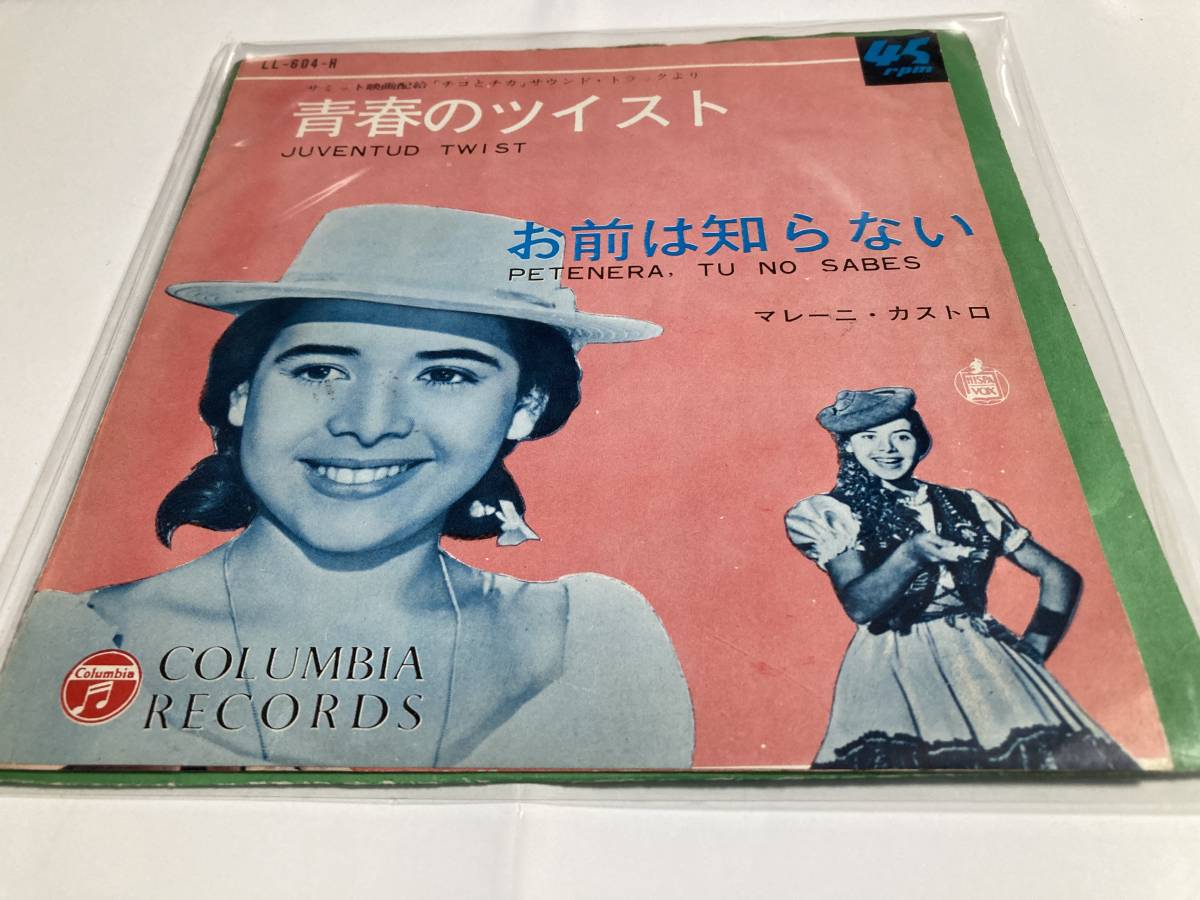 LL-604-H
45
rpm
サミット映画配給「チコとチカ」サウンド・トラックより
青春のツイスト
JUVENTUD TWIST
お前は知らない
PETENERA, TU NO SABES
マレーニ・カストロ
HISPA
VOX
Columbia
COLUMBIA
RECORDS